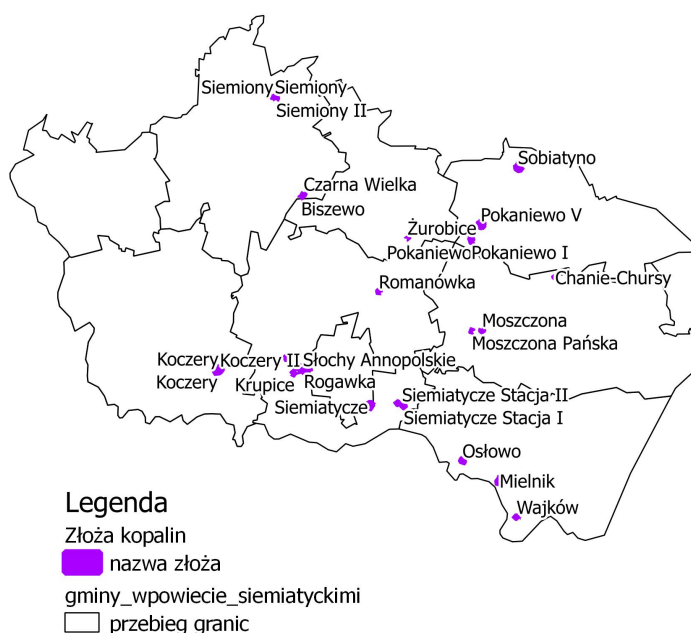 Siemiony Siemiony
Siemiony II
Sobiatyno
Czarna Wielka
Biszewo
Pokaniewo V
Żurobice
Pokaniewo Pokaniewo I
Chanie-Chursy
Romanówka
Moszczona
Moszczona Pańska
Koczery Koczery II Słochy Annopolskie
Koczery Krupice Rogawka
Siemiatycze Siemiatycze Stacja II
Siemiatycze Stacja I
Osłowo
Mielnik
Wajków
Legenda
Złoża kopalin
nazwa złoża
gminy_wpowiecie_siemiatyckimi
przebieg granic